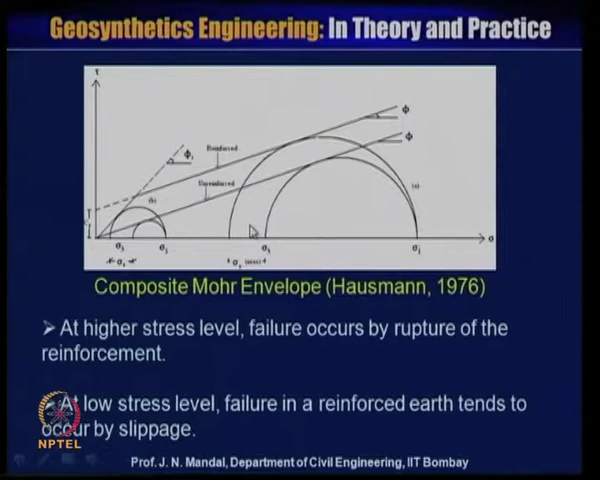 Geosynthetics Engineering: In Theory and Practice
τ
Φ
Φ
Φ
Reinforced
Unreinforced
σ
σ₃
σ₁
σ₃
σ₁
Composite Mohr Envelope (Hausmann, 1976)
➤ At higher stress level, failure occurs by rupture of the
reinforcement.
At low stress level, failure in a reinforced earth tends to
occur by slippage.
NPTEL
Prof. J. N. Mandal, Department of Civil Engineering, IIT Bombay